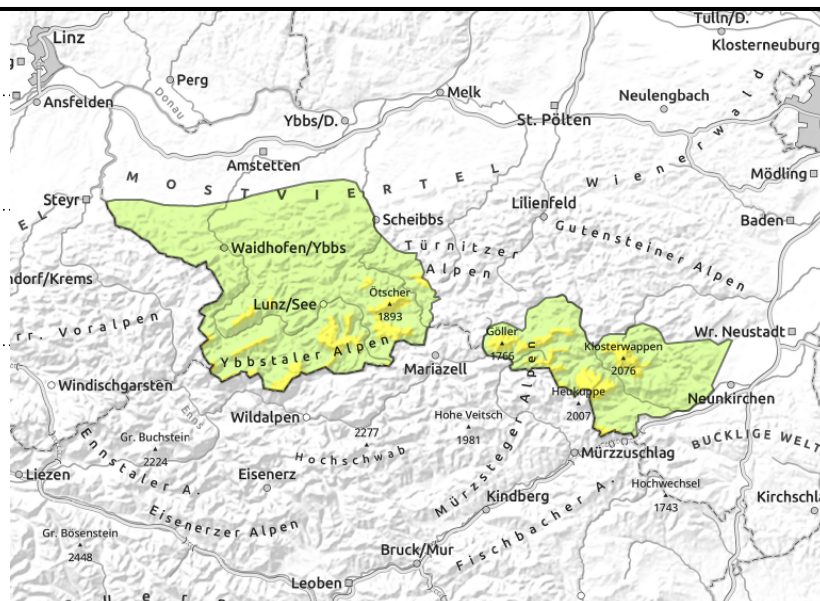 Tulln/D.
Linz
Klosterneuburg
Perg
Melk
Neulengbach
Donau
Ansfelden
Ybbs/D.
St. Pölten
Wienerwald
Amstetten
Mödling
MOSTVIERTEL
Steyr
Lilienfeld
Scheibbs
Baden
Waidhofen/Ybbs
Türnitzer
Alpen
Gutensteiner Alpen
ndorf/Krems
Ötscher
1893
Lunz/See
rr. Voralpen
Göller
1766
Wr. Neustadt
Klosterwappen
2076
Ybbstaler Alpen
Mariazell
Windischgarsten
Heukuppe
2007
Neunkirchen
Enns
Wildalpen
Hohe Veitsch
1981
2277
Hochschwab
Gr. Buchstein
2224
Ennstaler A.
BUCKLIGE WELT
Mürzzuschlag
Mürzsteger Alpen
Liezen
Eisenerz
Hochwechsel
1743
Kindberg
Kirchschla
Fischbacher A.
Eisenerzer Alpen
Gr. Bösenstein
2448
Bruck/Mur
Leoben